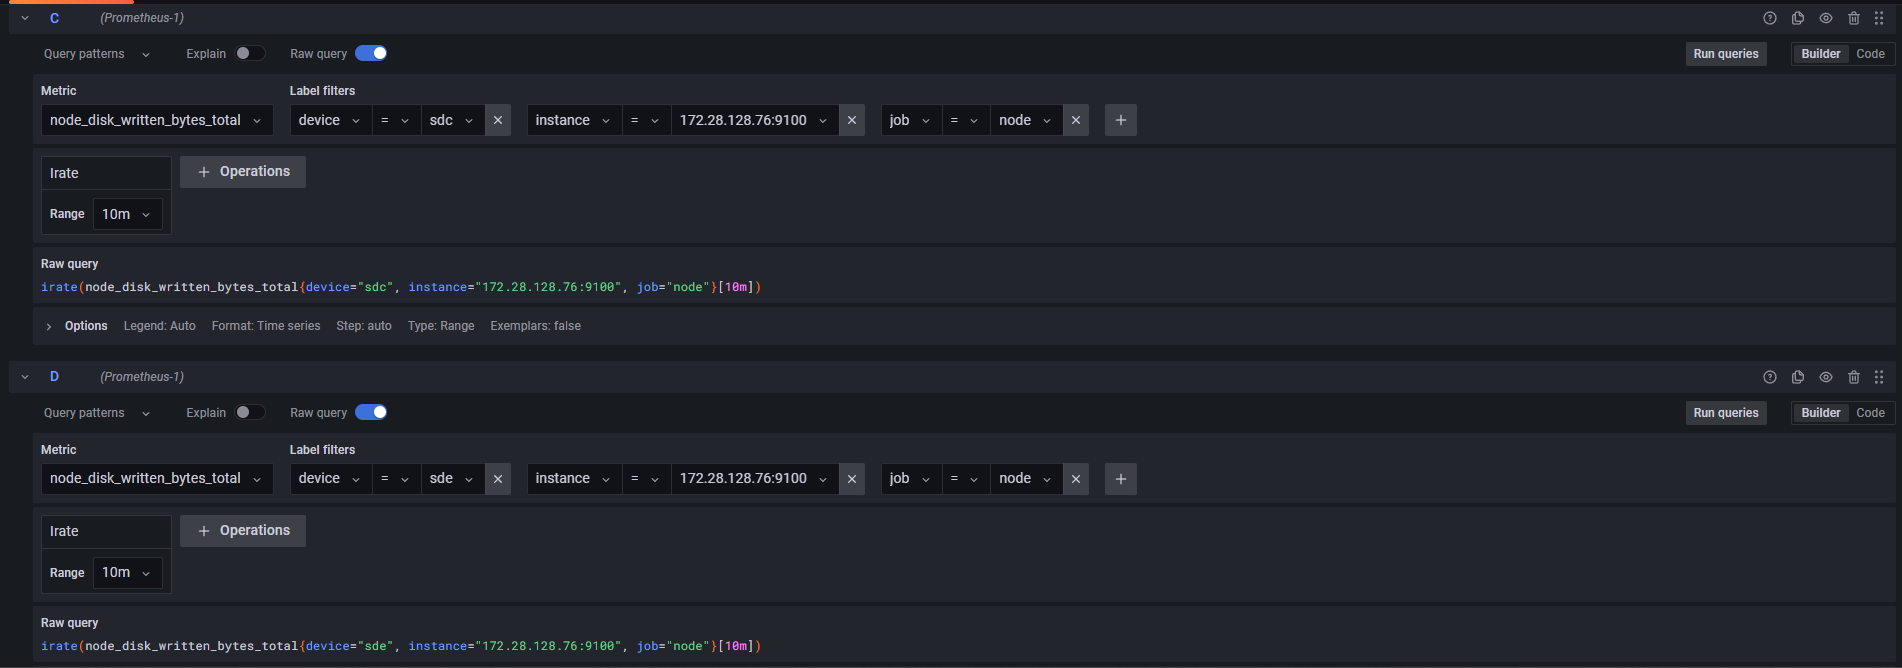 C (Prometheus-1)
Query patterns Explain Raw query Run queries Builder Code
Metric Label filters
node_disk_written_bytes_total device = sdc instance = 172.28.128.76:9100 job = node
Irate Operations
Range 10m
Raw query
irate(node_disk_written_bytes_total{device="sdc", instance="172.28.128.76:9100", job="node"}[10m])
Options Legend: Auto Format: Time series Step: auto Type: Range Exemplars: false
D (Prometheus-1)
Query patterns Explain Raw query Run queries Builder Code
Metric Label filters
node_disk_written_bytes_total device = sde instance = 172.28.128.76:9100 job = node
Irate Operations
Range 10m
Raw query
irate(node_disk_written_bytes_total{device="sde", instance="172.28.128.76:9100", job="node"}[10m])